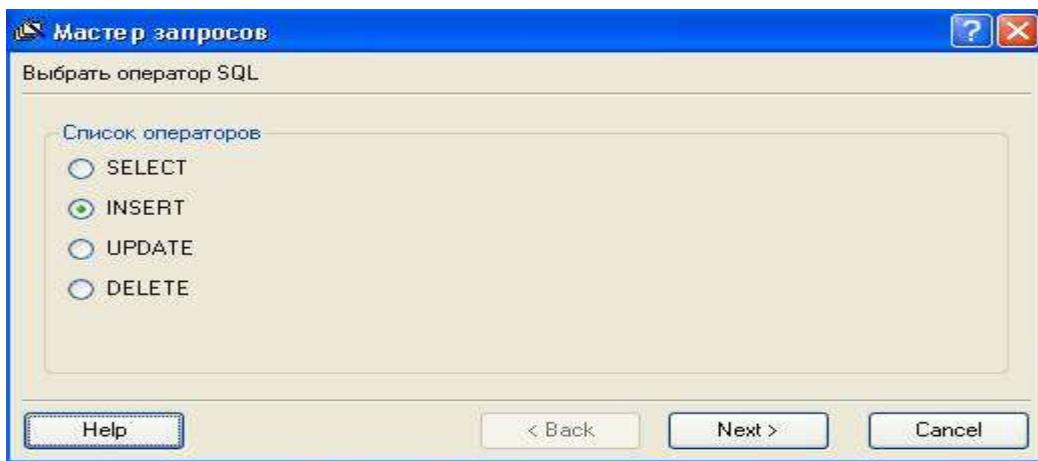 Мастер запросов
Выбрать оператор SQL
Список операторов
SELECT
INSERT
UPDATE
DELETE
Help
< Back
Next >
Cancel